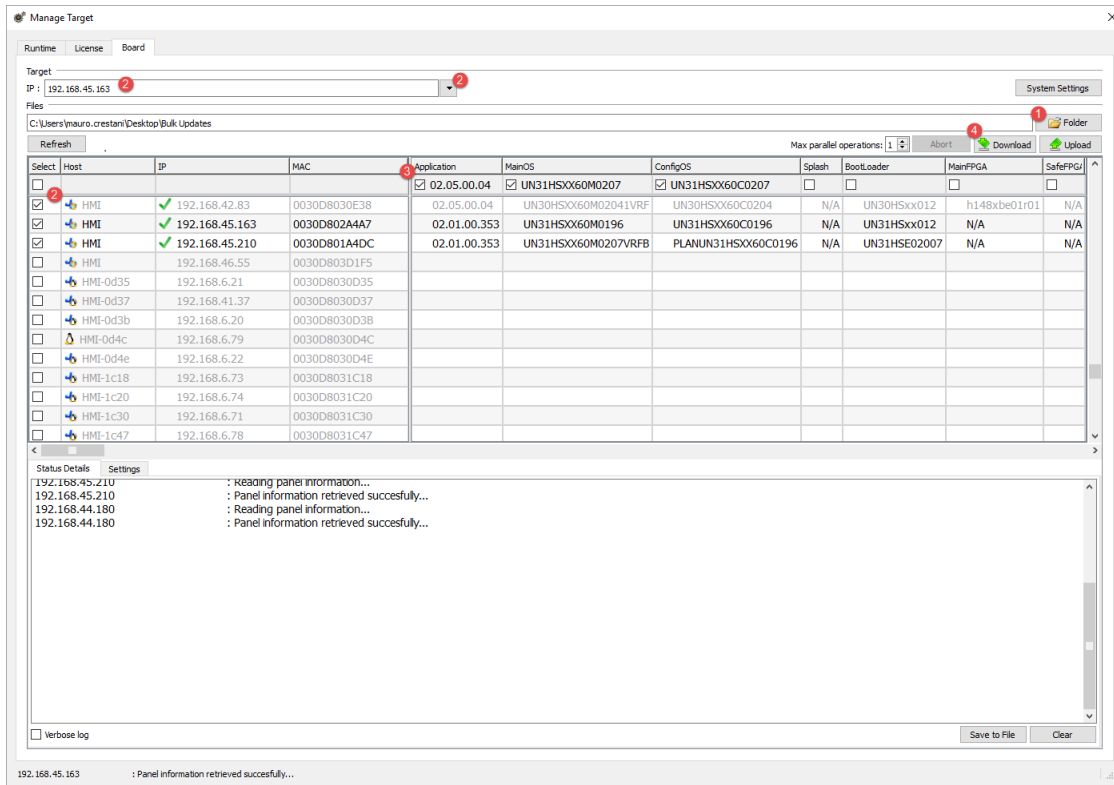 Manage Target
Runtime License Board
Target
IP : 192.168.45.163 2 2 System Settings
Files
C:\Users\mauro.crestani\Desktop\Bulk Updates 1 Folder
Refresh Max parallel operations: 1 Abort 4 Download Upload
Select Host IP MAC 3 Application MainOS ConfigOS Splash BootLoader MainFPGA SafeFPGA
02.05.00.04 UN31HSXX60M0207 UN31HSXX60C0207
2 HMI 192.168.42.83 0030D8030E38 02.05.00.04 UN30HSXX60M02041VRF UN30HSXX60C0204 N/A UN30HSxx012 h148xbe01r01 N/A
HMI 192.168.45.163 0030D802A4A7 02.01.00.353 UN31HSXX60M0196 UN31HSXX60C0196 N/A UN31HSxx012 N/A N/A
HMI 192.168.45.210 0030D801A4DC 02.01.00.353 UN31HSXX60M0207VRFB PLANUN31HSXX60C0196 N/A UN31HSE02007 N/A N/A
HMI 192.168.46.55 0030D803D1F5
HMI-0d35 192.168.6.21 0030D8030D35
HMI-0d37 192.168.41.37 0030D8030D37
HMI-0d3b 192.168.6.20 0030D8030D3B
HMI-0d4c 192.168.6.79 0030D8030D4C
HMI-0d4e 192.168.6.22 0030D8030D4E
HMI-1c18 192.168.6.73 0030D8031C18
HMI-1c20 192.168.6.74 0030D8031C20
HMI-1c30 192.168.6.71 0030D8031C30
HMI-1c47 192.168.6.78 0030D8031C47
Status Details Settings
192.168.45.210 : Reading panel information...
192.168.45.210 : Panel information retrieved succesfully...
192.168.44.180 : Reading panel information...
192.168.44.180 : Panel information retrieved succesfully...
Verbose log Save to File Clear
192.168.45.163 : Panel information retrieved succesfully...